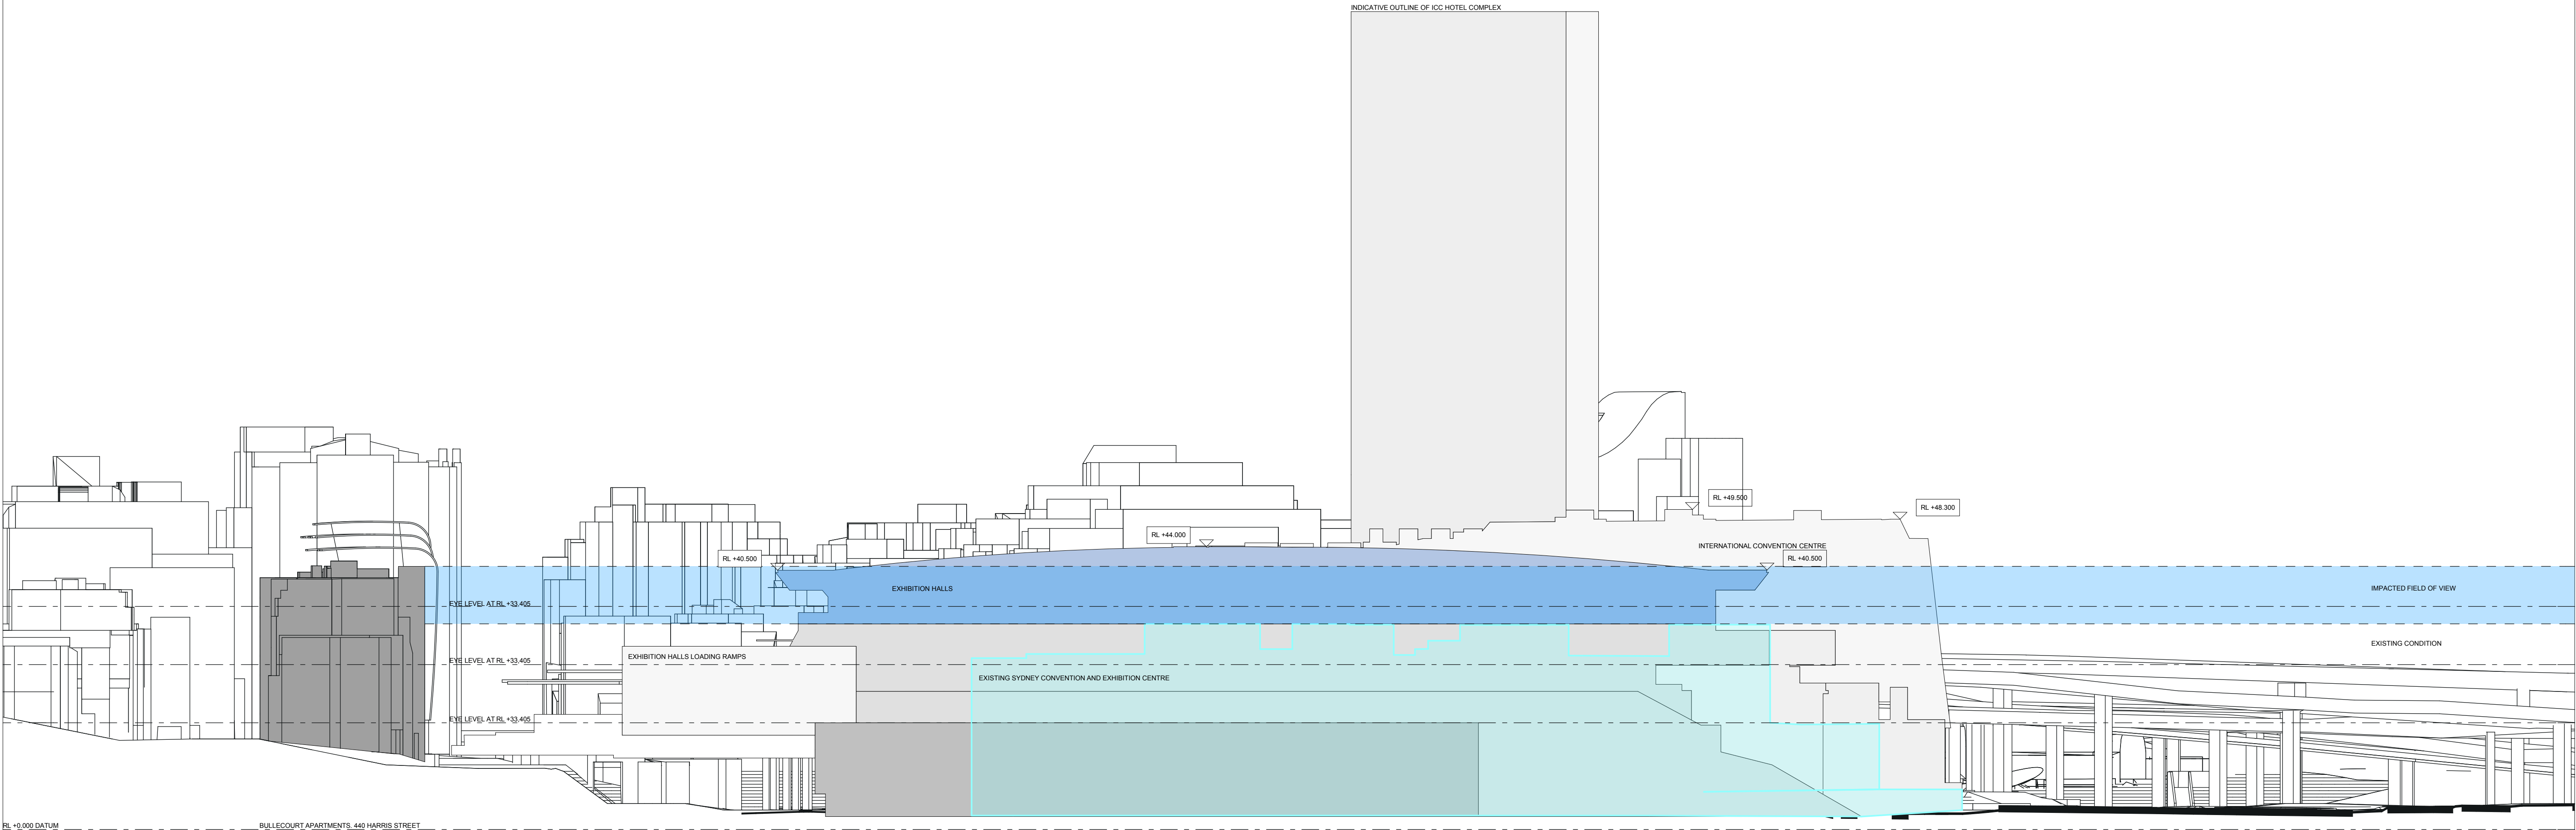 INDICATIVE OUTLINE OF ICC HOTEL COMPLEX
RL +49.500
RL +48.300
RL +44.000
INTERNATIONAL CONVENTION CENTRE
RL +40.500
RL +40.500
EXHIBITION HALLS
IMPACTED FIELD OF VIEW
EYE LEVEL AT RL +33.405
EXISTING CONDITION
EXHIBITION HALLS LOADING RAMPS
EYE LEVEL AT RL +33.405
EXISTING SYDNEY CONVENTION AND EXHIBITION CENTRE
EYE LEVEL AT RL +33.405
RL +0.000 DATUM
BULLECOURT APARTMENTS. 440 HARRIS STREET